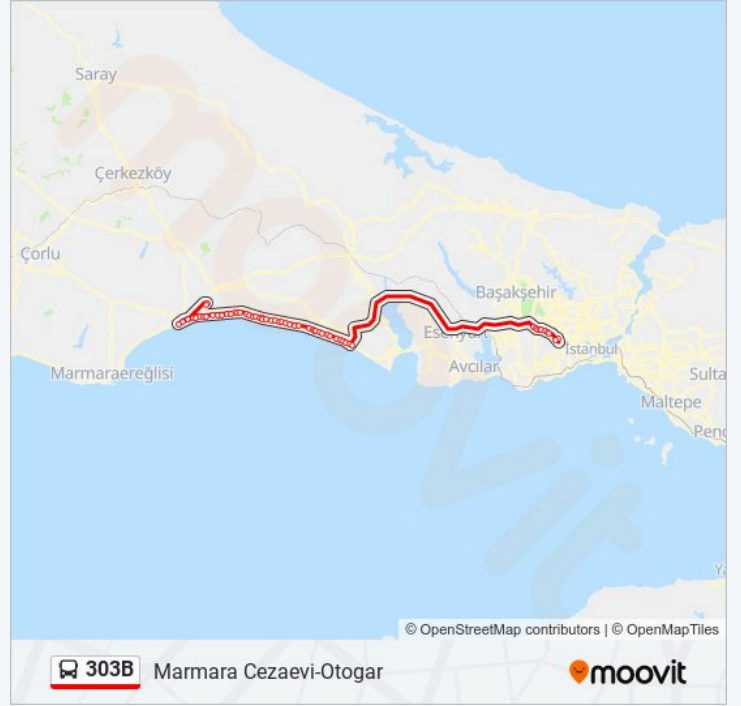 Saray
Çerkezköy
Çorlu
Başakşehir
Esenyurt
İstanbul
Avcılar
Marmaraereğlisi
Sulta
Maltepe
Pend
moovit
Ya
© OpenStreetMap contributors | © OpenMapTiles
303B Marmara Cezaevi-Otogar moovit